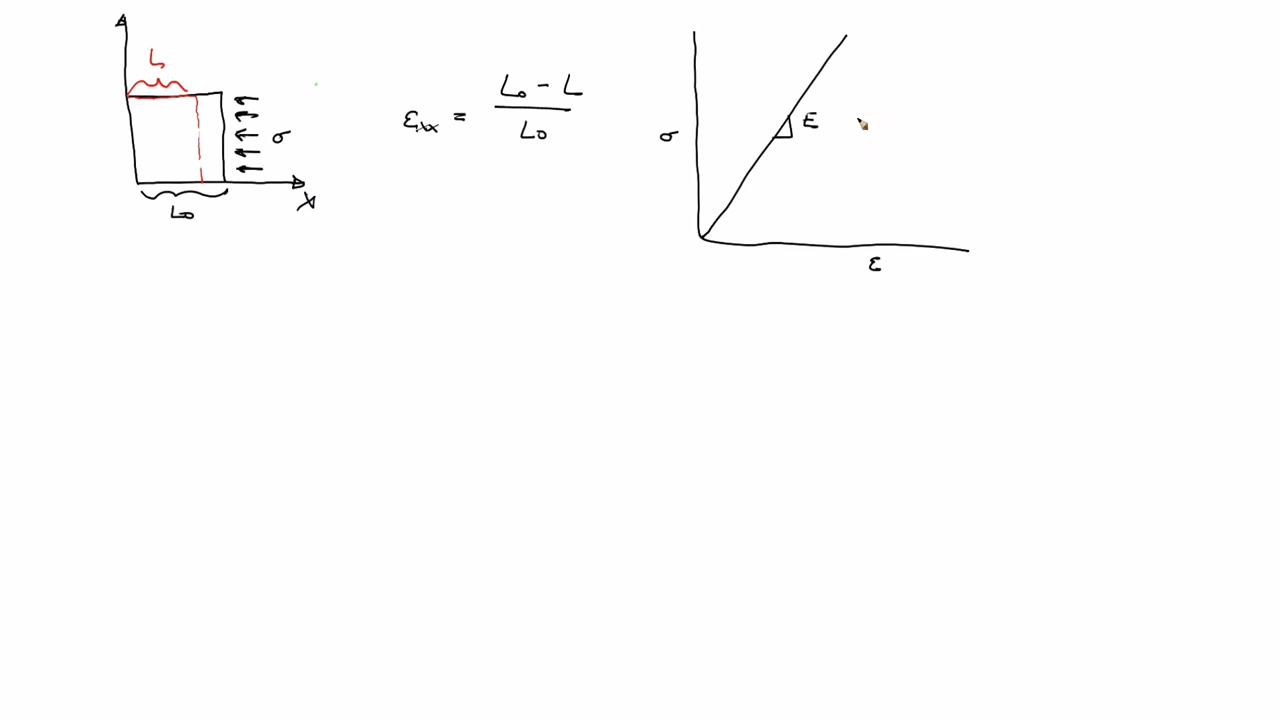 L
σ
L₀
X
εxx = (L₀ - L) / L₀
σ
E
ε